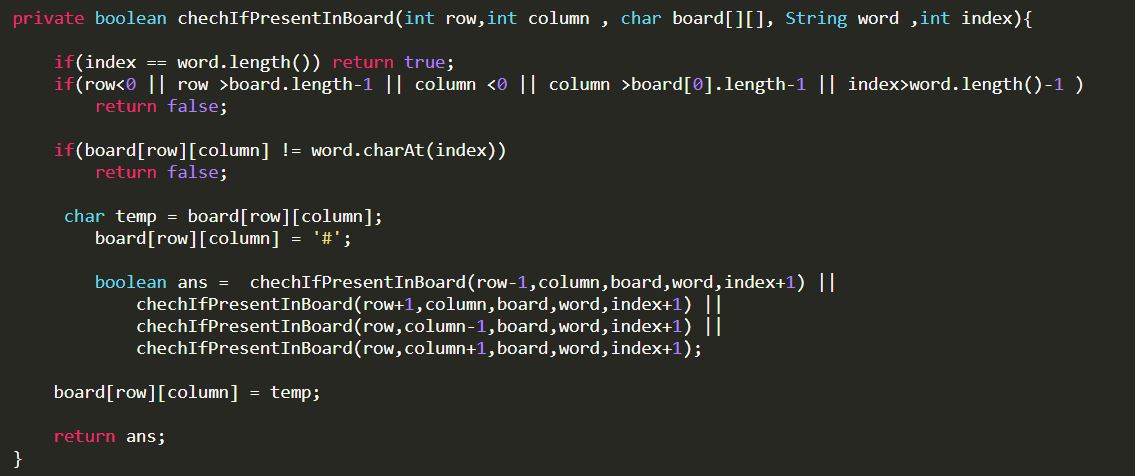 private boolean chechIfPresentInBoard(int row,int column , char board[][], String word ,int index){
if(index == word.length()) return true;
if(row<0 || row >board.length-1 || column <0 || column >board[0].length-1 || index>word.length()-1 )
return false;
if(board[row][column] != word.charAt(index))
return false;
char temp = board[row][column];
board[row][column] = '#';
boolean ans =  chechIfPresentInBoard(row-1,column,board,word,index+1) ||
chechIfPresentInBoard(row+1,column,board,word,index+1) ||
chechIfPresentInBoard(row,column-1,board,word,index+1) ||
chechIfPresentInBoard(row,column+1,board,word,index+1);
board[row][column] = temp;
return ans;
}